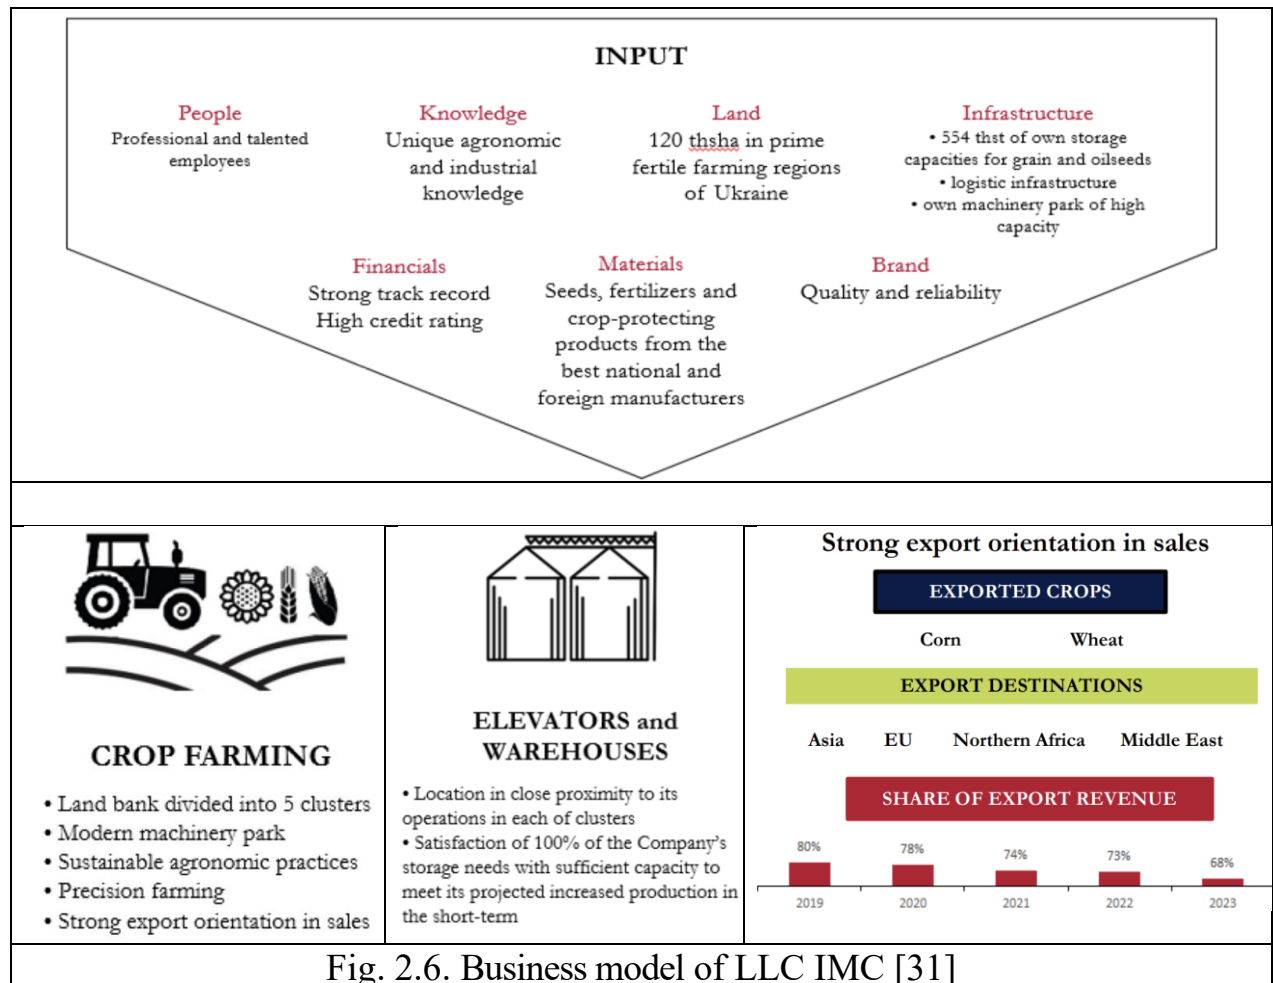 INPUT
People
Professional and talented
employees
Knowledge
Unique agronomic
and industrial
knowledge
Land
120 thsha in prime
fertile farming regions
of Ukraine
Infrastructure
• 554 thst of own storage
capacities for grain and oilseeds
• logistic infrastructure
• own machinery park of high
capacity
Financials
Strong track record
High credit rating
Materials
Seeds, fertilizers and
crop-protecting
products from the
best national and
foreign manufacturers
Brand
Quality and reliability
CROP FARMING
• Land bank divided into 5 clusters
• Modern machinery park
• Sustainable agronomic practices
• Precision farming
• Strong export orientation in sales
ELEVATORS and
WAREHOUSES
• Location in close proximity to its
operations in each of clusters
• Satisfaction of 100% of the Company's
storage needs with sufficient capacity to
meet its projected increased production in
the short-term
Strong export orientation in sales
EXPORTED CROPS
Corn Wheat
EXPORT DESTINATIONS
Asia EU Northern Africa Middle East
SHARE OF EXPORT REVENUE
80% 78% 74% 73% 68%
2019 2020 2021 2022 2023
Fig. 2.6. Business model of LLC IMC [31]